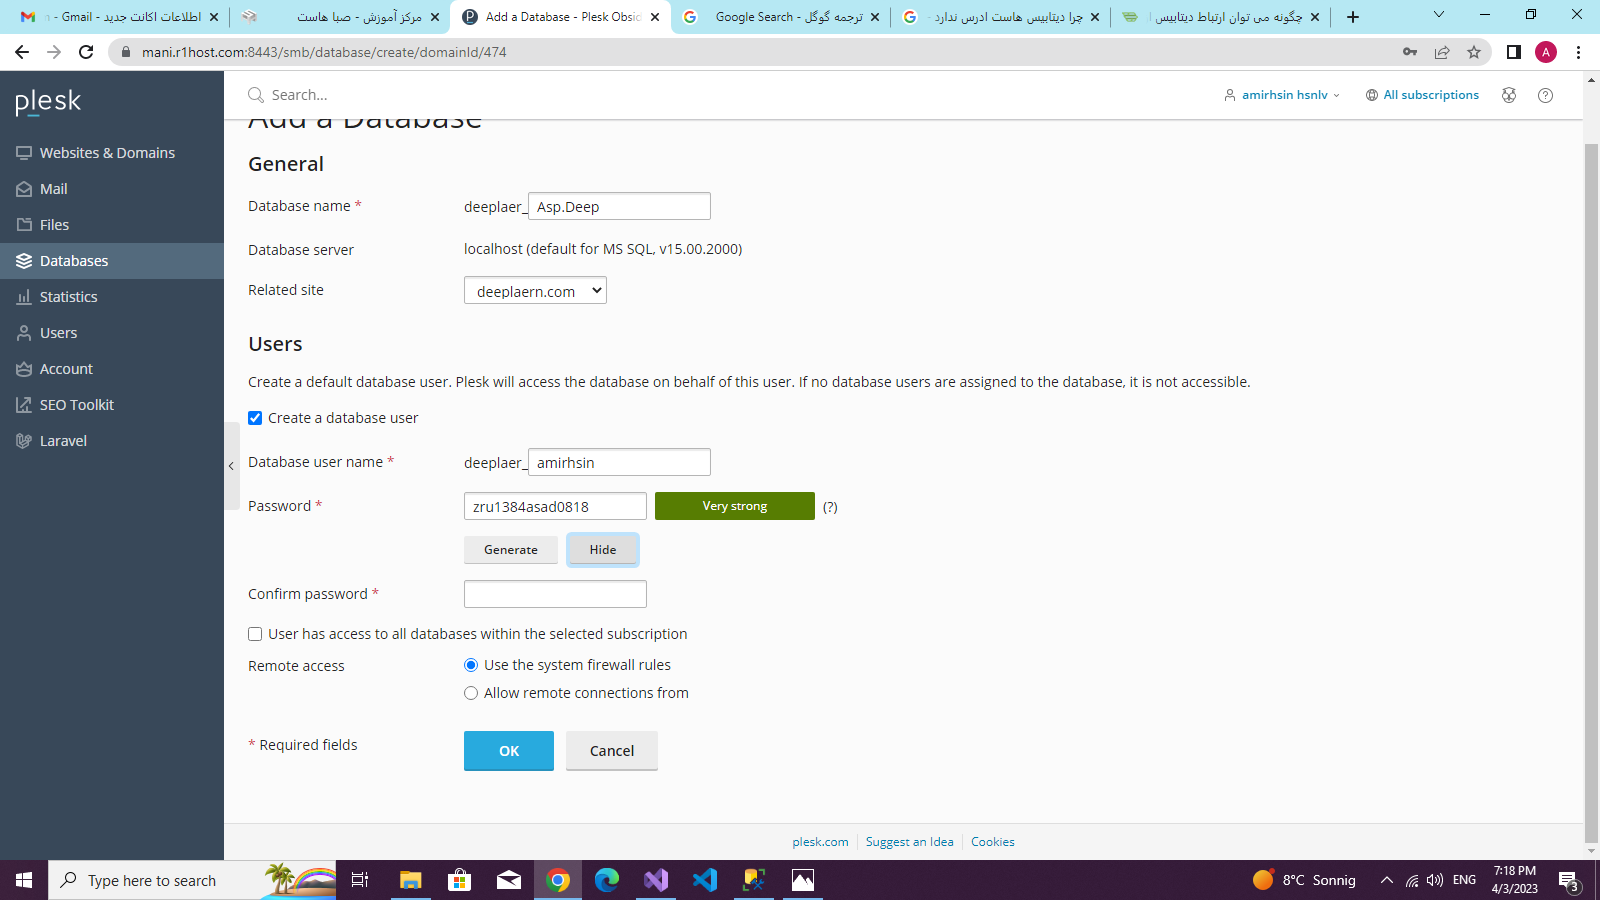 n - Gmail - اطلاعات اکانت جدید
مرکز آموزش - صبا هاست
Add a Database - Plesk Obsid
Google Search - ترجمه گوگل
چرا دیتابیس هاست ادرس ندارد -
چگونه می توان ارتباط دیتابیس ا
mani.r1host.com:8443/smb/database/create/domainId/474
A
plesk
Search...
amirhsin hsnlv
All subscriptions
Websites & Domains
Mail
Files
Databases
Statistics
Users
Account
SEO Toolkit
Laravel
Add a Database
General
Database name *
deeplaer_ Asp.Deep
Database server
localhost (default for MS SQL, v15.00.2000)
Related site
deeplaern.com
Users
Create a default database user. Plesk will access the database on behalf of this user. If no database users are assigned to the database, it is not accessible.
Create a database user
Database user name *
deeplaer_ amirhsin
Password *
zru1384asad0818
Very strong
(?)
Generate
Hide
Confirm password *
User has access to all databases within the selected subscription
Remote access
Use the system firewall rules
Allow remote connections from
* Required fields
OK
Cancel
plesk.com
Suggest an Idea
Cookies
Type here to search
8°C Sonnig
ENG
7:18 PM
4/3/2023
3